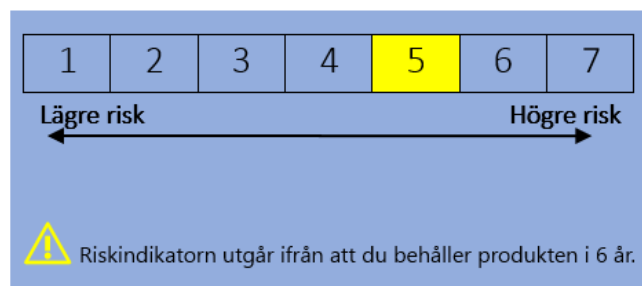 1 2 3 4 5 6 7
Lägre risk Högre risk
Riskindikatorn utgår ifrån att du behåller produkten i 6 år.